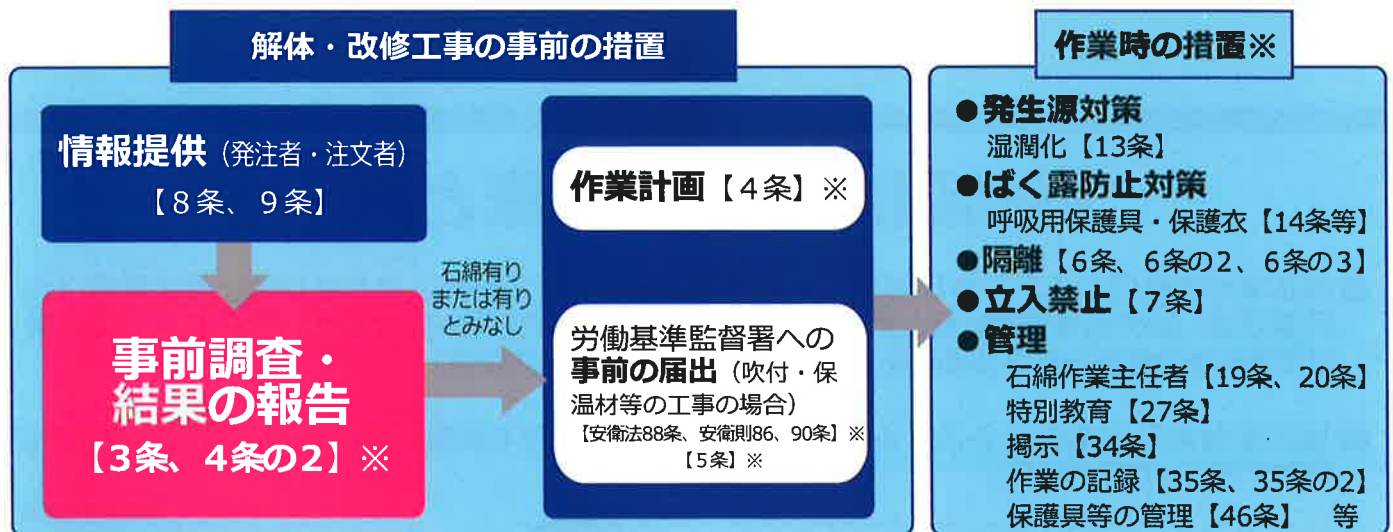 解体・改修工事の事前の措置
情報提供（発注者・注文者）
【８条、９条】
事前調査・
結果の報告
【3条、４条の２】※
石綿有り
または有り
とみなし
作業計画【４条】※
労働基準監督署への
事前の届出（吹付・保
温材等の工事の場合）
【安衛法88条、安衛則86、90条】※
【５条】※
作業時の措置※
●発生源対策
湿潤化【13条】
●ばく露防止対策
呼吸用保護具・保護衣【14条等】
●隔離【６条、６条の２、６条の３】
●立入禁止【７条】
●管理
石綿作業主任者【19条、20条】
特別教育【27条】
掲示【34条】
作業の記録【35条、35条の2】
保護具等の管理【46条】　等